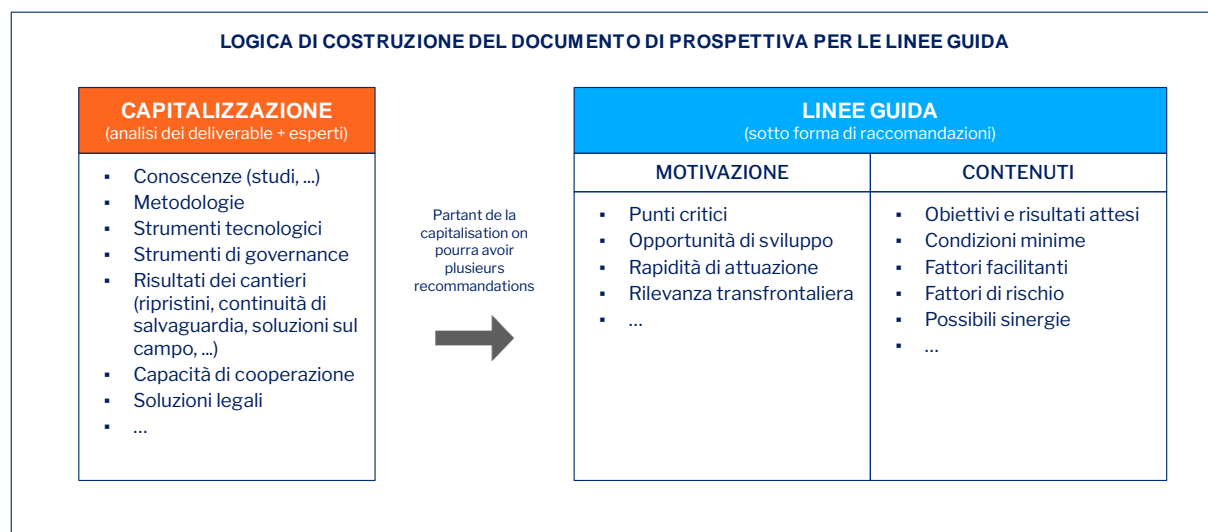 LOGICA DI COSTRUZIONE DEL DOCUMENTO DI PROSPETTIVA PER LE LINEE GUIDA
CAPITALIZZAZIONE
(analisi dei deliverable + esperti)
▪ Conoscenze (studi, ...)
▪ Metodologie
▪ Strumenti tecnologici
▪ Strumenti di governance
▪ Risultati dei cantieri
(ripristini, continuità di
salvaguardia, soluzioni sul
campo, ...)
▪ Capacità di cooperazione
▪ Soluzioni legali
▪ ...
Partant de la
capitalisation on
pourra avoir
plusieurs
recommandations
LINEE GUIDA
(sotto forma di raccomandazioni)
MOTIVAZIONE
▪ Punti critici
▪ Opportunità di sviluppo
▪ Rapidità di attuazione
▪ Rilevanza transfrontaliera
▪ ...
CONTENUTI
▪ Obiettivi e risultati attesi
▪ Condizioni minime
▪ Fattori facilitanti
▪ Fattori di rischio
▪ Possibili sinergie
▪ ...